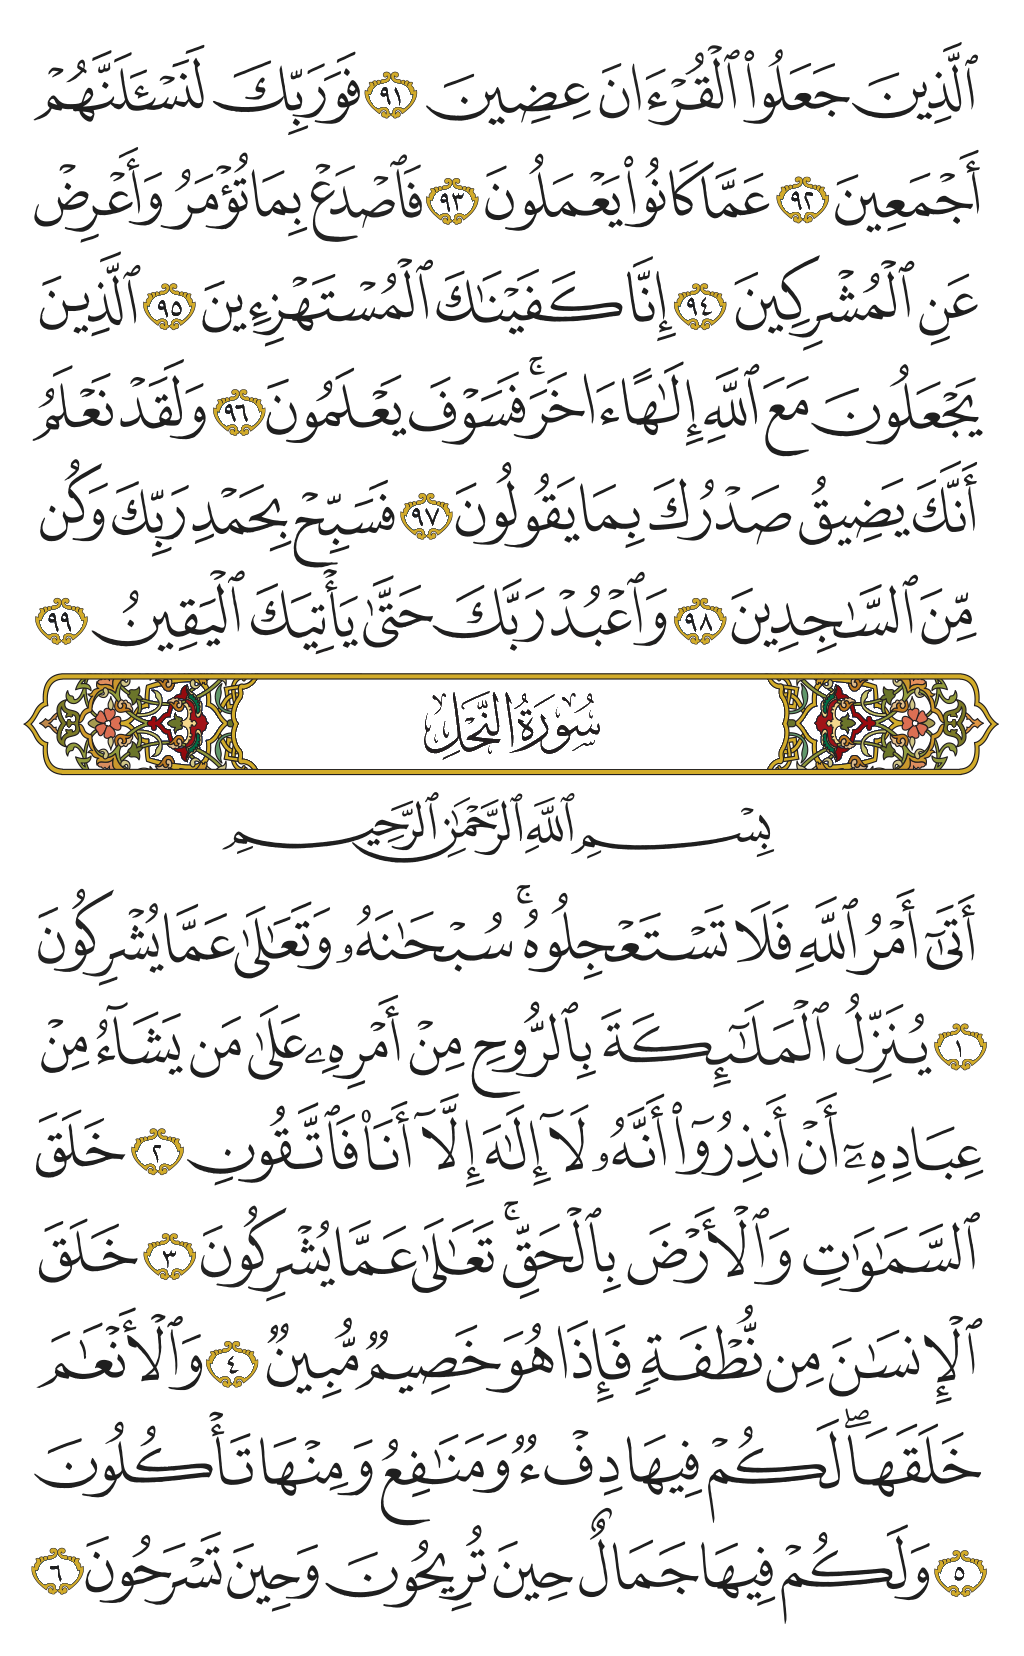 ٱلَّذِينَ جَعَلُواْ ٱلْقُرْءَانَ عِضِينَ ٩١ فَوَرَبِّكَ لَنَسْـَٔلَنَّهُمْ
أَجْمَعِينَ ٩٢ عَمَّا كَانُواْ يَعْمَلُونَ ٩٣ فَٱصْدَعْ بِمَا تُؤْمَرُ وَأَعْرِضْ
عَنِ ٱلْمُشْرِكِينَ ٩٤ إِنَّا كَفَيْنَـٰكَ ٱلْمُسْتَهْزِءِينَ ٩٥ ٱلَّذِينَ
يَجْعَلُونَ مَعَ ٱللَّهِ إِلَـٰهًا ءَاخَرَ ۚ فَسَوْفَ يَعْلَمُونَ ٩٦ وَلَقَدْ نَعْلَمُ
أَنَّكَ يَضِيقُ صَدْرُكَ بِمَا يَقُولُونَ ٩٧ فَسَبِّحْ بِحَمْدِ رَبِّكَ وَكُن
مِّنَ ٱلسَّـٰجِدِينَ ٩٨ وَٱعْبُدْ رَبَّكَ حَتَّىٰ يَأْتِيَكَ ٱلْيَقِينُ ٩٩
سُورَةُ النَّحْلِ
بِسْمِ ٱللَّهِ ٱلرَّحْمَـٰنِ ٱلرَّحِيمِ
أَتَىٰٓ أَمْرُ ٱللَّهِ فَلَا تَسْتَعْجِلُوهُ ۚ سُبْحَـٰنَهُۥ وَتَعَـٰلَىٰ عَمَّا يُشْرِكُونَ
١ يُنَزِّلُ ٱلْمَلَـٰٓئِكَةَ بِٱلرُّوحِ مِنْ أَمْرِهِۦ عَلَىٰ مَن يَشَآءُ مِنْ
عِبَادِهِۦٓ أَنْ أَنذِرُوٓاْ أَنَّهُۥ لَآ إِلَـٰهَ إِلَّآ أَنَا۠ فَٱتَّقُونِ ٢ خَلَقَ
ٱلسَّمَـٰوَٰتِ وَٱلْأَرْضَ بِٱلْحَقِّ ۚ تَعَـٰلَىٰ عَمَّا يُشْرِكُونَ ٣ خَلَقَ
ٱلْإِنسَـٰنَ مِن نُّطْفَةٍ فَإِذَا هُوَ خَصِيمٌ مُّبِينٌ ٤ وَٱلْأَنْعَـٰمَ
خَلَقَهَا ۖ لَكُمْ فِيهَا دِفْءٌ وَمَنَـٰفِعُ وَمِنْهَا تَأْكُلُونَ
٥ وَلَكُمْ فِيهَا جَمَالٌ حِينَ تُرِيحُونَ وَحِينَ تَسْرَحُونَ ٦